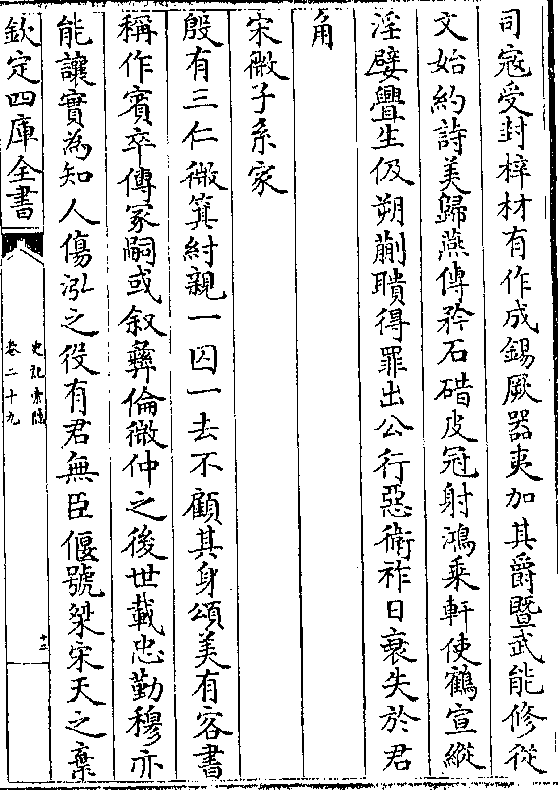 司寇受封梓材有作成錫厥器夷加其爵暨武能修從
文始約詩美歸燕傳矜石碏皮冠射鴻乘軒使鶴宣縱
淫嬖釁生伋朔蒯聵得罪出公行惡衛祚日衰失於君
角
宋微子系家
殷有三仁微箕紂親一囚一去不顧其身頌美有容書
稱作賓卒傳冢嗣或叙彞倫微仲之後世載忠勤穆亦
能讓實為知人傷泓之役有君無臣偃號桀宋天之棄
欽定四庫全書
史記索隱
卷二十九
十三